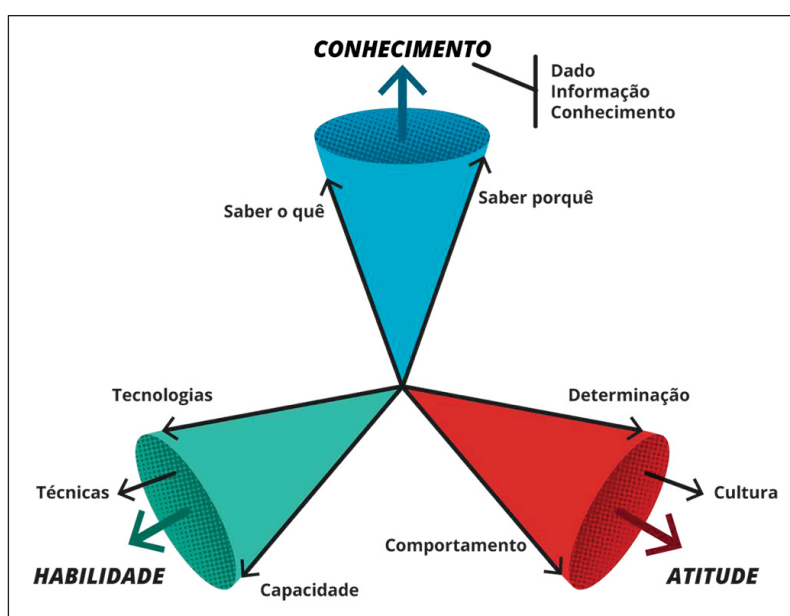 CONHECIMENTO
Dado
Informação
Conhecimento
Saber o quê
Saber porquê
Tecnologias
Determinação
Técnicas
Cultura
Comportamento
HABILIDADE
Capacidade
ATITUDE